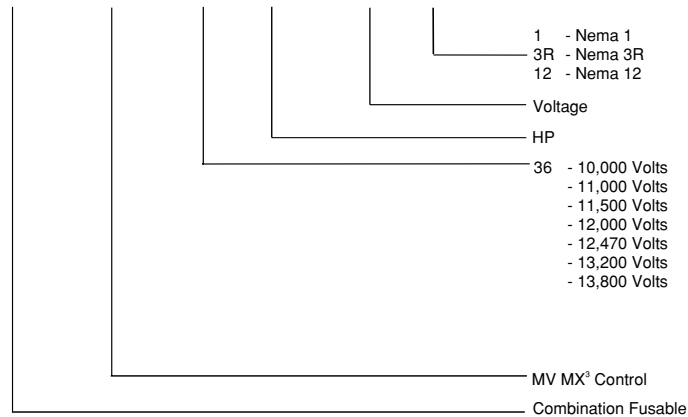 1 - Nema 1
3R - Nema 3R
12 - Nema 12
Voltage
HP
36 - 10,000 Volts
- 11,000 Volts
- 11,500 Volts
- 12,000 Volts
- 12,470 Volts
- 13,200 Volts
- 13,800 Volts
MV MX³ Control
Combination Fusable